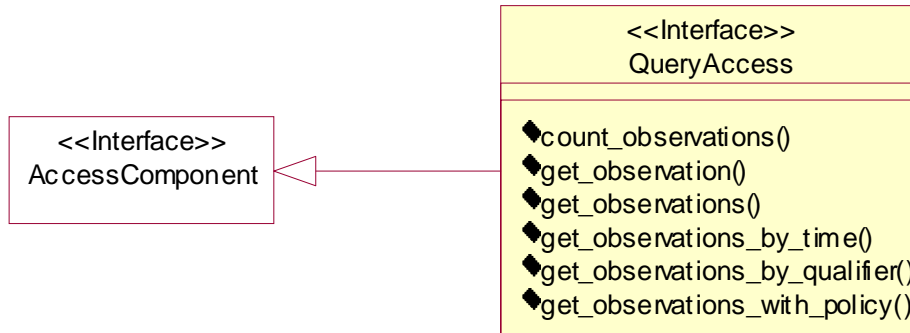 <<Interface>>
AccessComponent
<<Interface>>
QueryAccess
count_observations()
get_observation()
get_observations()
get_observations_by_time()
get_observations_by_qualifier()
get_observations_with_policy()